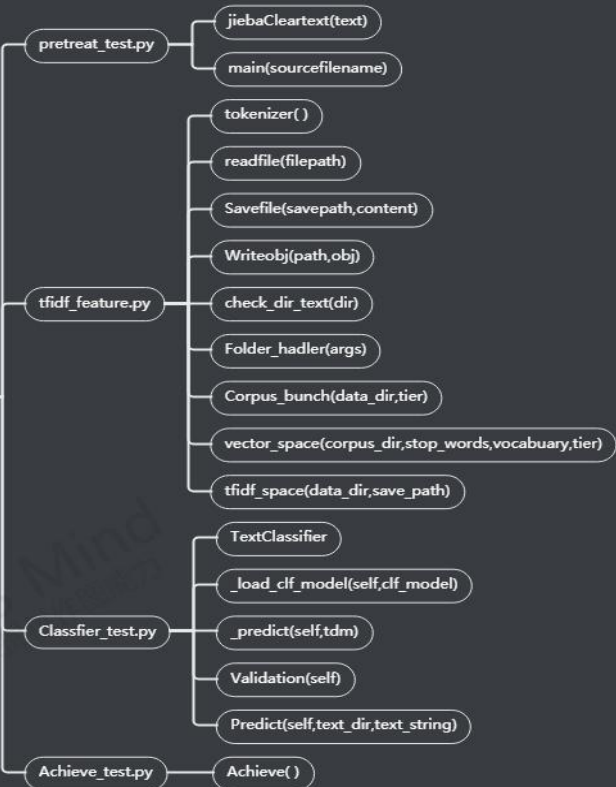 pretreat_test.py
jiebaCleartext(text)
main(sourcefilename)
tfidf_feature.py
tokenizer( )
readfile(filepath)
Savefile(savepath,content)
Writeobj(path,obj)
check_dir_text(dir)
Folder_hadler(args)
Corpus_bunch(data_dir,tier)
vector_space(corpus_dir,stop_words,vocabuary,tier)
tfidf_space(data_dir,save_path)
Classfier_test.py
TextClassifier
_load_clf_model(self,clf_model)
_predict(self,tdm)
Validation(self)
Predict(self,text_dir,text_string)
Achieve_test.py
Achieve( )
Mind